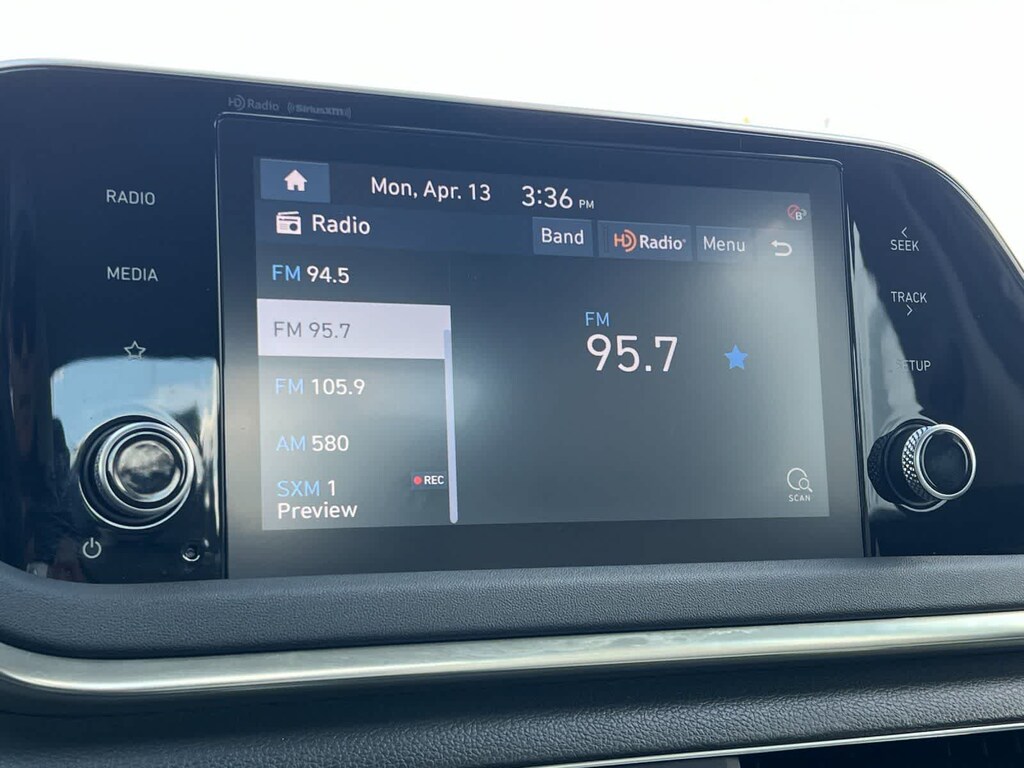 HD Radio SiriusXM
RADIO
MEDIA
Mon, Apr. 13 3:36 PM
Radio
Band HD Radio Menu
FM 94.5
FM 95.7
FM 105.9
AM 580
SXM 1
Preview
REC
FM
95.7
SCAN
B
SEEK
TRACK
SETUP